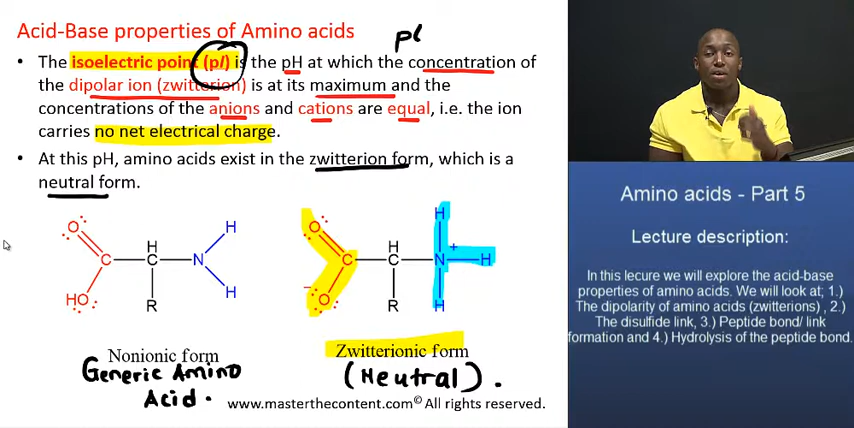 Acid-Base properties of Amino acids
pI
• The isoelectric point (pI) is the pH at which the concentration of
the dipolar ion (zwitterion) is at its maximum and the
concentrations of the anions and cations are equal, i.e. the ion
carries no net electrical charge.
• At this pH, amino acids exist in the zwitterion form, which is a
neutral form.
O C HO H C R N H H
O C O − H C R H N + H H
Nonionic form
Generic Amino
Acid.
Zwitterionic form
(Neutral).
www.masterthecontent.com© All rights reserved.
Amino acids - Part 5
Lecture description:
In this lecure we will explore the acid-base
properties of amino acids. We will look at; 1.)
The dipolarity of amino acids (zwitterions) , 2.)
The disulfide link, 3.) Peptide bond/ link
formation and 4.) Hydrolysis of the peptide bond.